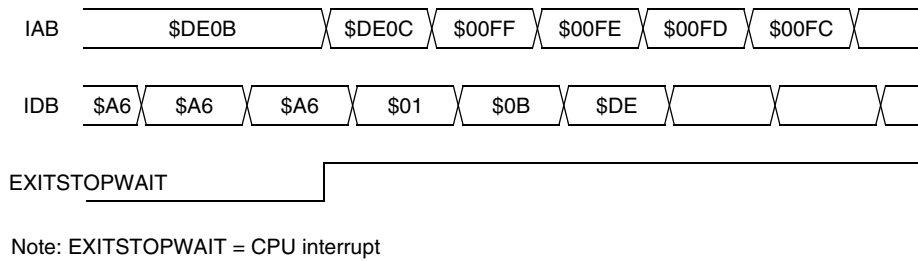 IAB $DE0B $DE0C $00FF $00FE $00FD $00FC
IDB $A6 $A6 $A6 $01 $0B $DE
EXITSTOPWAIT
Note: EXITSTOPWAIT = CPU interrupt